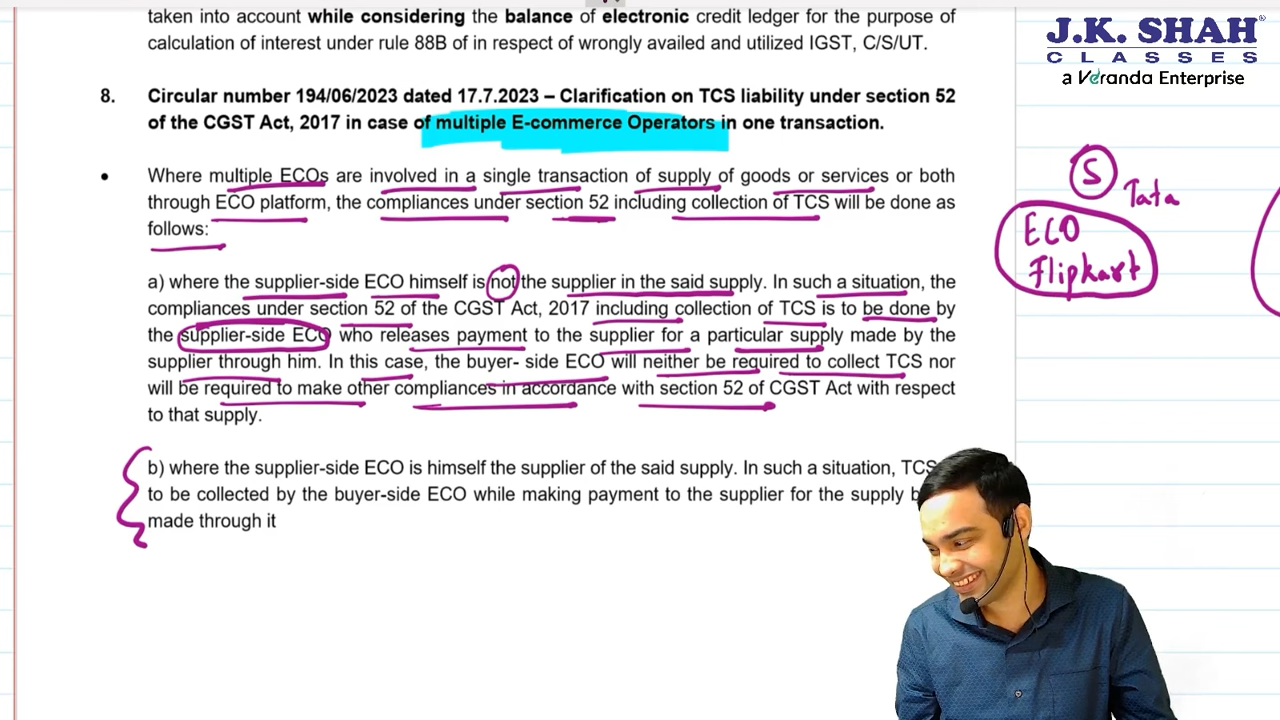 taken into account while considering the balance of electronic credit ledger for the purpose of
calculation of interest under rule 88B of in respect of wrongly availed and utilized IGST, C/S/UT.
J.K. SHAH®
CLASSES
a Veranda Enterprise
8. Circular number 194/06/2023 dated 17.7.2023 – Clarification on TCS liability under section 52
of the CGST Act, 2017 in case of multiple E-commerce Operators in one transaction.
• Where multiple ECOs are involved in a single transaction of supply of goods or services or both
through ECO platform, the compliances under section 52 including collection of TCS will be done as
follows:
a) where the supplier-side ECO himself is not the supplier in the said supply. In such a situation, the
compliances under section 52 of the CGST Act, 2017 including collection of TCS is to be done by
the supplier-side ECO who releases payment to the supplier for a particular supply made by the
supplier through him. In this case, the buyer- side ECO will neither be required to collect TCS nor
will be required to make other compliances in accordance with section 52 of CGST Act with respect
to that supply.
b) where the supplier-side ECO is himself the supplier of the said supply. In such a situation, TCS
to be collected by the buyer-side ECO while making payment to the supplier for the supply
made through it
S
Tata
ECO
Flipkart